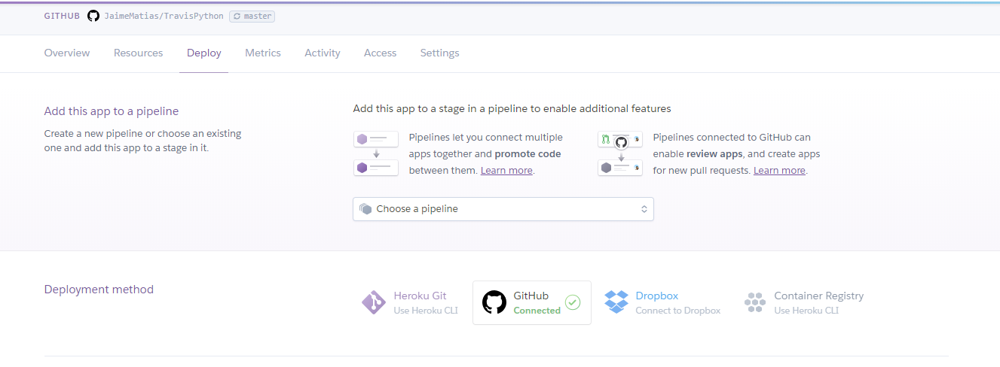 GITHUB JaimeMatias/TravisPython master
Overview Resources Deploy Metrics Activity Access Settings
Add this app to a pipeline
Create a new pipeline or choose an existing
one and add this app to a stage in it.
Add this app to a stage in a pipeline to enable additional features
Pipelines let you connect multiple
apps together and promote code
between them. Learn more.
Pipelines connected to GitHub can
enable review apps, and create apps
for new pull requests. Learn more.
Choose a pipeline
Deployment method
Heroku Git
Use Heroku CLI
GitHub
Connected
Dropbox
Connect to Dropbox
Container Registry
Use Heroku CLI